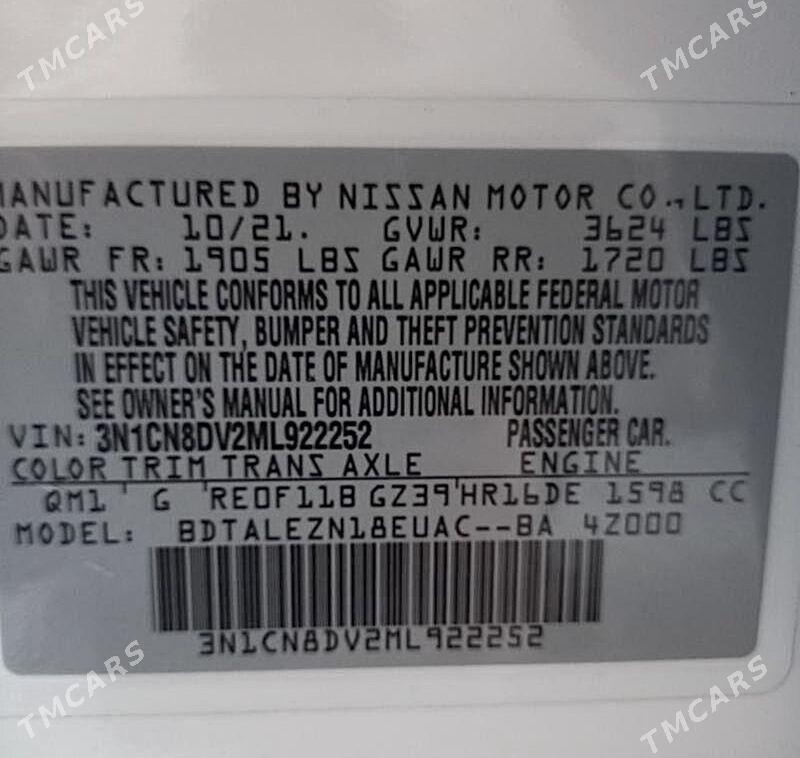 TMCARS TMCARS
MANUFACTURED BY NISSAN MOTOR CO., LTD.
DATE: 10/21. GVWR: 3624 LBS
GAWR FR: 1905 LBS GAWR RR: 1720 LBS
THIS VEHICLE CONFORMS TO ALL APPLICABLE FEDERAL MOTOR
VEHICLE SAFETY, BUMPER AND THEFT PREVENTION STANDARDS
IN EFFECT ON THE DATE OF MANUFACTURE SHOWN ABOVE.
SEE OWNER'S MANUAL FOR ADDITIONAL INFORMATION.
VIN: 3N1CN8DV2ML922252 PASSENGER CAR.
COLOR TRIM TRANS AXLE ENGINE
QM1 ' G 'RE0F11B GZ39'HR16DE 1598 CC
MODEL: BDTALEZN18EUAC--BA 4Z000
3N1CN8DV2ML922252
TMCARS TMCARS